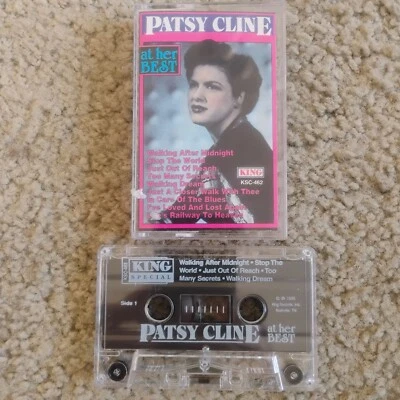 PATSY CLINE
at her
BEST
Walking After Midnight
Stop The World
Just Out Of Reach
Too Many Secrets
Walking Dream
Just A Closer Walk With Thee
In Care Of The Blues
I've Loved And Lost Again
Railway To Heaven
KING
KSC-462
KING
SPECIAL
Walking After Midnight • Stop The
World • Just Out Of Reach • Too
Many Secrets • Walking Dream
Side 1
PATSY CLINE
at her
BEST